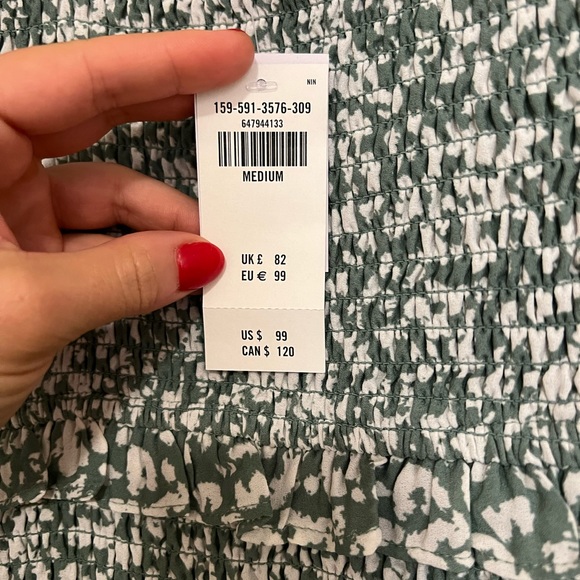 NIN
159-591-3576-309
647944133
MEDIUM
UK £ 82
EU € 99
US $ 99
CAN $ 120